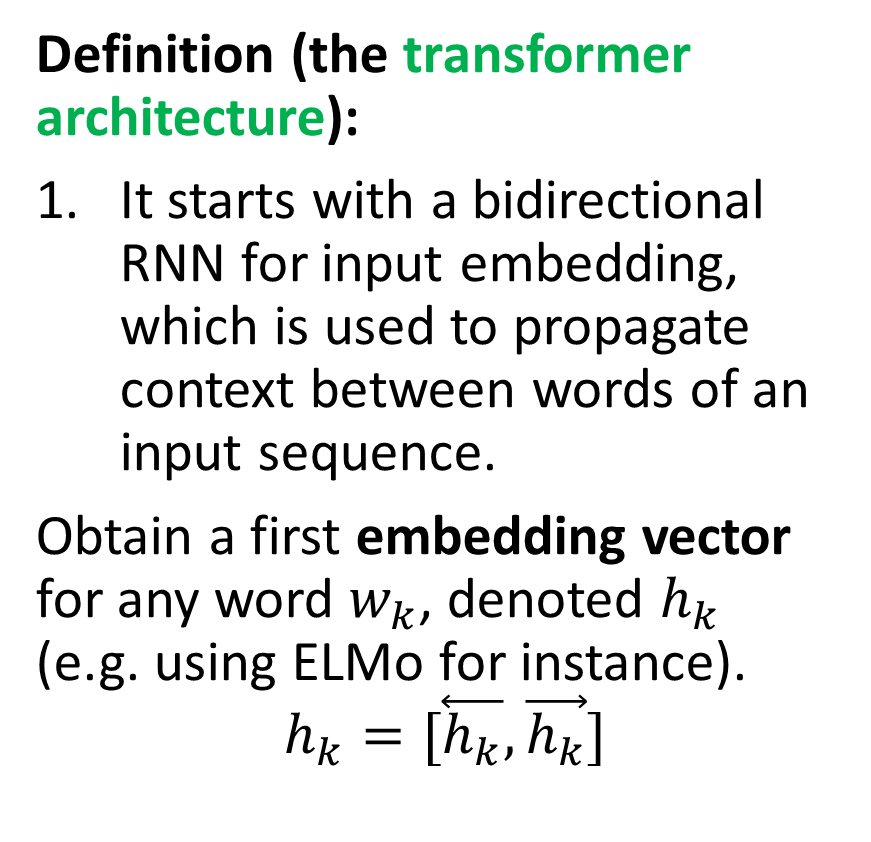 Definition (the transformer
architecture):
1. It starts with a bidirectional
RNN for input embedding,
which is used to propagate
context between words of an
input sequence.
Obtain a first embedding vector
for any word $w_k$, denoted $h_k$
(e.g. using ELMo for instance).
$h_k = [\overleftarrow{h_k}, \overrightarrow{h_k}]$